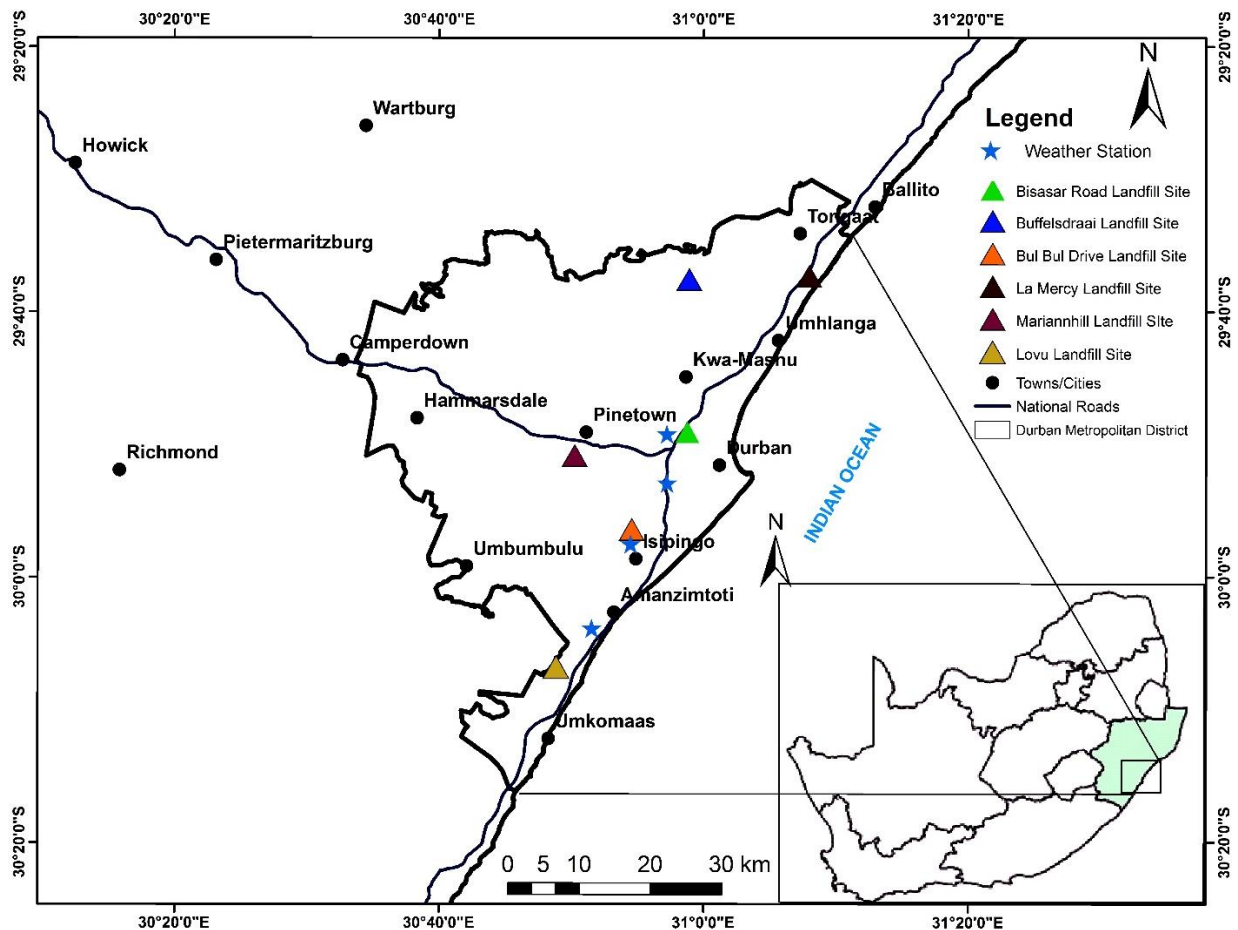 30°20'0"E 30°40'0"E 31°0'0"E 31°20'0"E
29°20'0"S
29°20'0"S
N
Wartburg
Legend
Howick
Weather Station
Bisasar Road Landfill Site
Ballito
Buffelsdraai Landfill Site
Tongaat
Pietermaritzburg
Bul Bul Drive Landfill Site
La Mercy Landfill Site
29°40'0"S
29°40'0"S
Umhlanga
Mariannhill Landfill SIte
Camperdown
Lovu Landfill Site
Kwa-Mashu
Towns/Cities
Hammarsdale
National Roads
Pinetown
Durban Metropolitan District
Richmond
Durban
INDIAN OCEAN
N
Isipingo
Umbumbulu
30°0'0"S
30°0'0"S
Amanzimtoti
Umkomaas
30°20'0"S
30°20'0"S
0 5 10 20 30 km
30°20'0"E 30°40'0"E 31°0'0"E 31°20'0"E